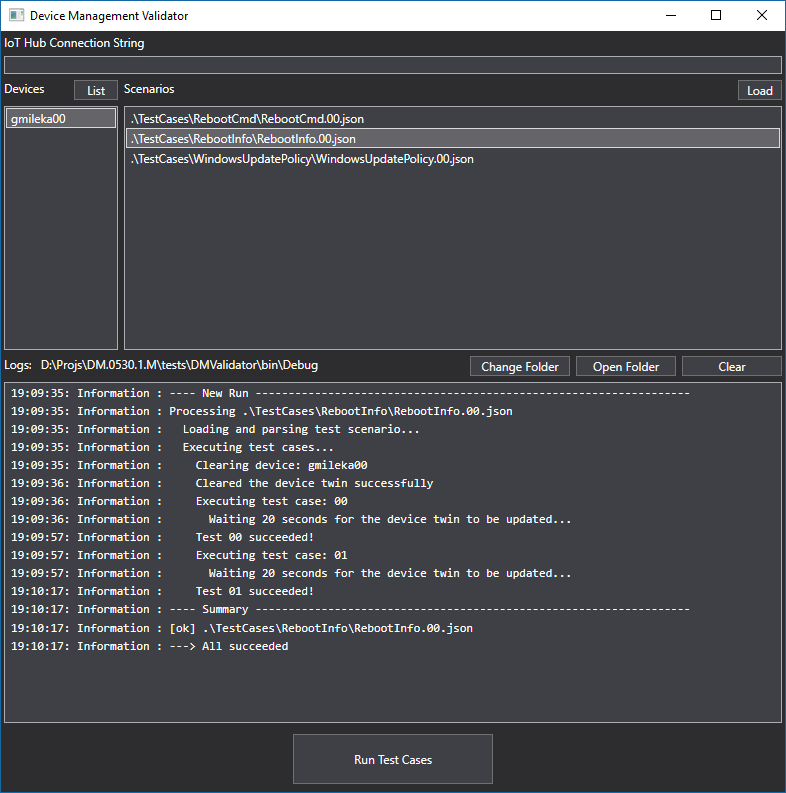 Device Management Validator
IoT Hub Connection String
Devices List Scenarios Load
gmileka00
.\TestCases\RebootCmd\RebootCmd.00.json
.\TestCases\RebootInfo\RebootInfo.00.json
.\TestCases\WindowsUpdatePolicy\WindowsUpdatePolicy.00.json
Logs: D:\Projs\DM.0530.1.M\tests\DMValidator\bin\Debug Change Folder Open Folder Clear
19:09:35: Information : ---- New Run ------------------------------------------------------------------
19:09:35: Information : Processing .\TestCases\RebootInfo\RebootInfo.00.json
19:09:35: Information :   Loading and parsing test scenario...
19:09:35: Information :   Executing test cases...
19:09:35: Information :     Clearing device: gmileka00
19:09:36: Information :     Cleared the device twin successfully
19:09:36: Information :     Executing test case: 00
19:09:36: Information :       Waiting 20 seconds for the device twin to be updated...
19:09:57: Information :     Test 00 succeeded!
19:09:57: Information :     Executing test case: 01
19:09:57: Information :       Waiting 20 seconds for the device twin to be updated...
19:10:17: Information :     Test 01 succeeded!
19:10:17: Information : ---- Summary ------------------------------------------------------------------
19:10:17: Information : [ok] .\TestCases\RebootInfo\RebootInfo.00.json
19:10:17: Information : ---> All succeeded
Run Test Cases